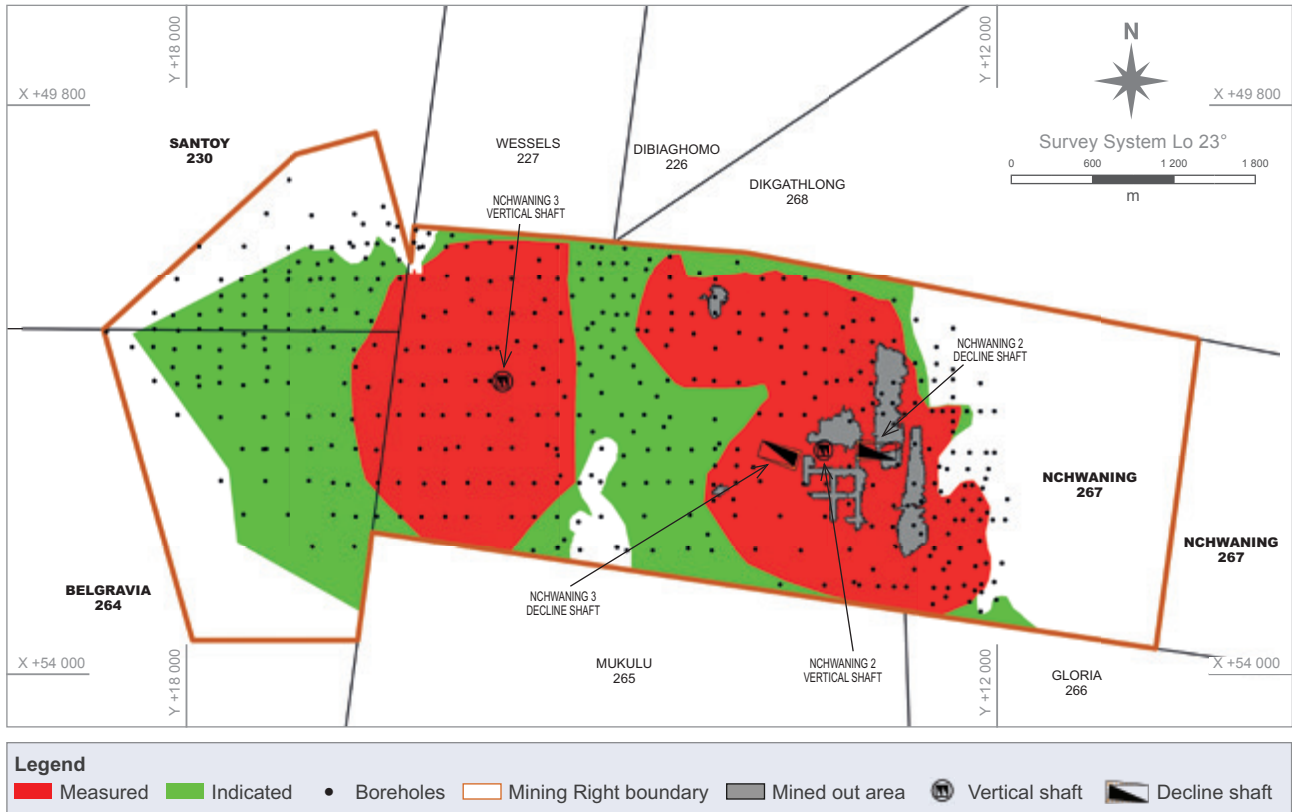 Y +18 000
Y +12 000
N
X +49 800
X +49 800
SANTOY
230
WESSELS
227
DIBIAGHOMO
226
DIKGATHLONG
268
Survey System Lo 23°
0 600 1 200 1 800
m
NCHWANING 3
VERTICAL SHAFT
NCHWANING 2
DECLINE SHAFT
NCHWANING
267
NCHWANING
267
BELGRAVIA
264
NCHWANING 3
DECLINE SHAFT
NCHWANING 2
VERTICAL SHAFT
MUKULU
265
GLORIA
266
X +54 000
X +54 000
Y +18 000
Y +12 000
Legend
Measured Indicated Boreholes Mining Right boundary Mined out area Vertical shaft Decline shaft